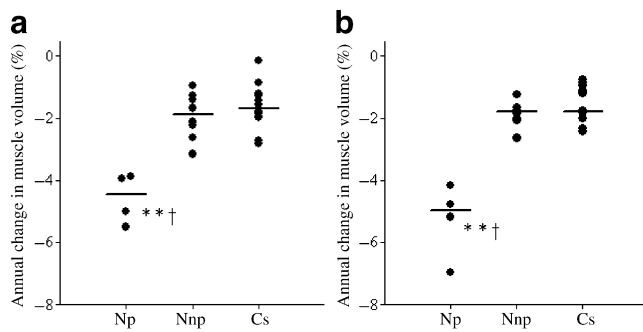 a
Annual change in muscle volume (%)
0
−2
−4
−6
−8
**†
Np
Nnp
Cs
b
Annual change in muscle volume (%)
0
−2
−4
−6
−8
**†
Np
Nnp
Cs